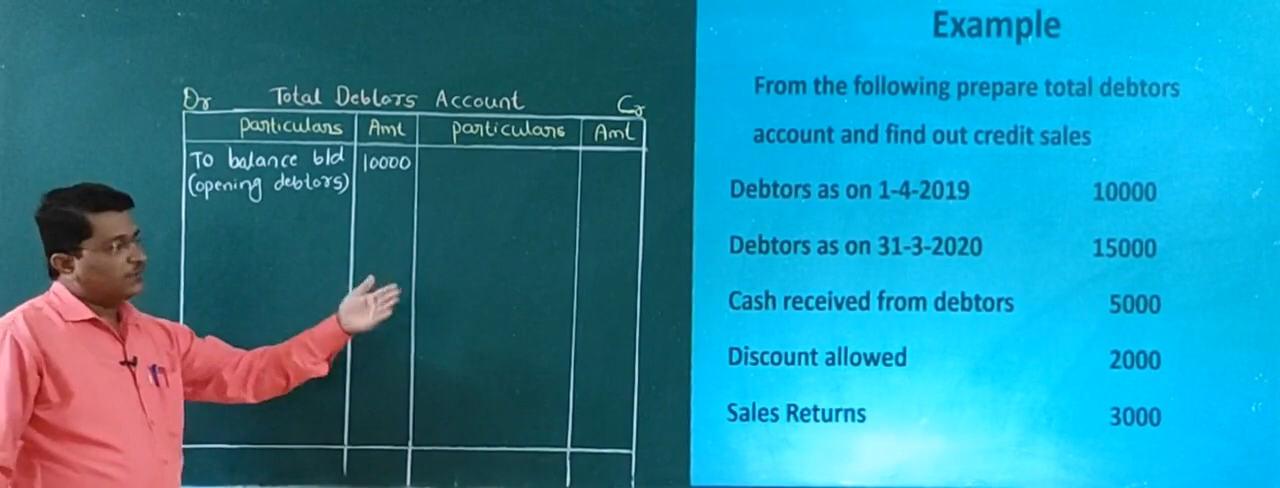 Dr Total Debtors Account Cr
particulars Amt particulars Amt
To balance b/d 10000
(opening debtors)
Example
From the following prepare total debtors
account and find out credit sales
Debtors as on 1-4-2019 10000
Debtors as on 31-3-2020 15000
Cash received from debtors 5000
Discount allowed 2000
Sales Returns 3000